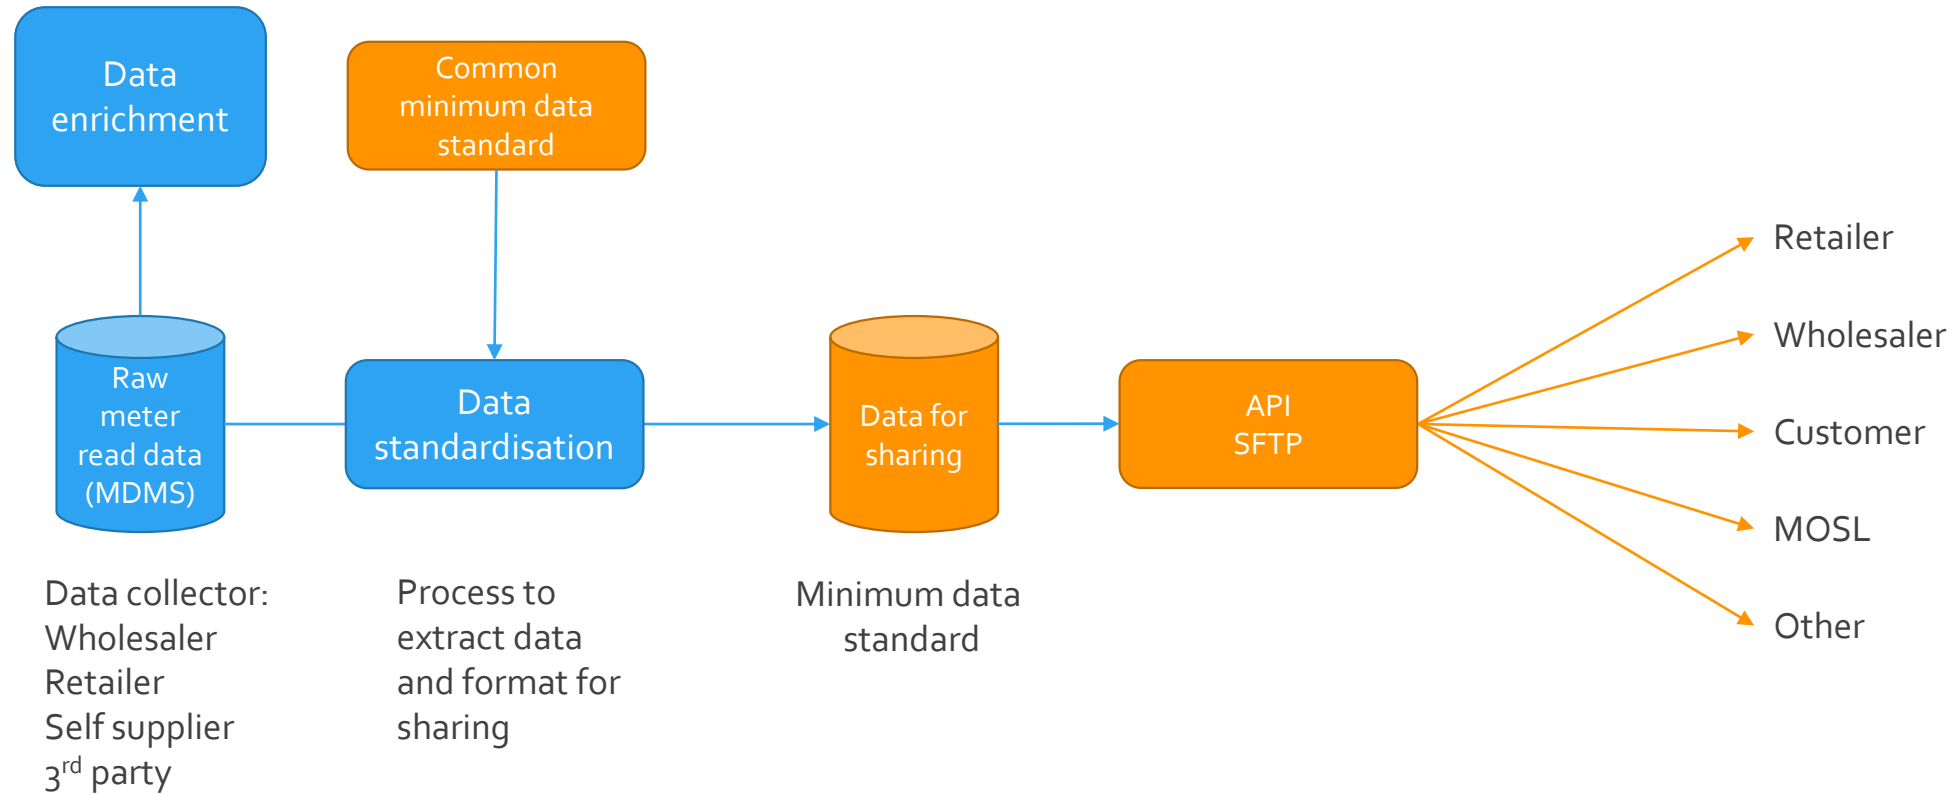 Data
enrichment
Common
minimum data
standard
Raw
meter
read data
(MDMS)
Data
standardisation
Data for
sharing
API
SFTP
Retailer
Wholesaler
Customer
MOSL
Other
Data collector:
Wholesaler
Retailer
Self supplier
3rd party
Process to
extract data
and format for
sharing
Minimum data
standard